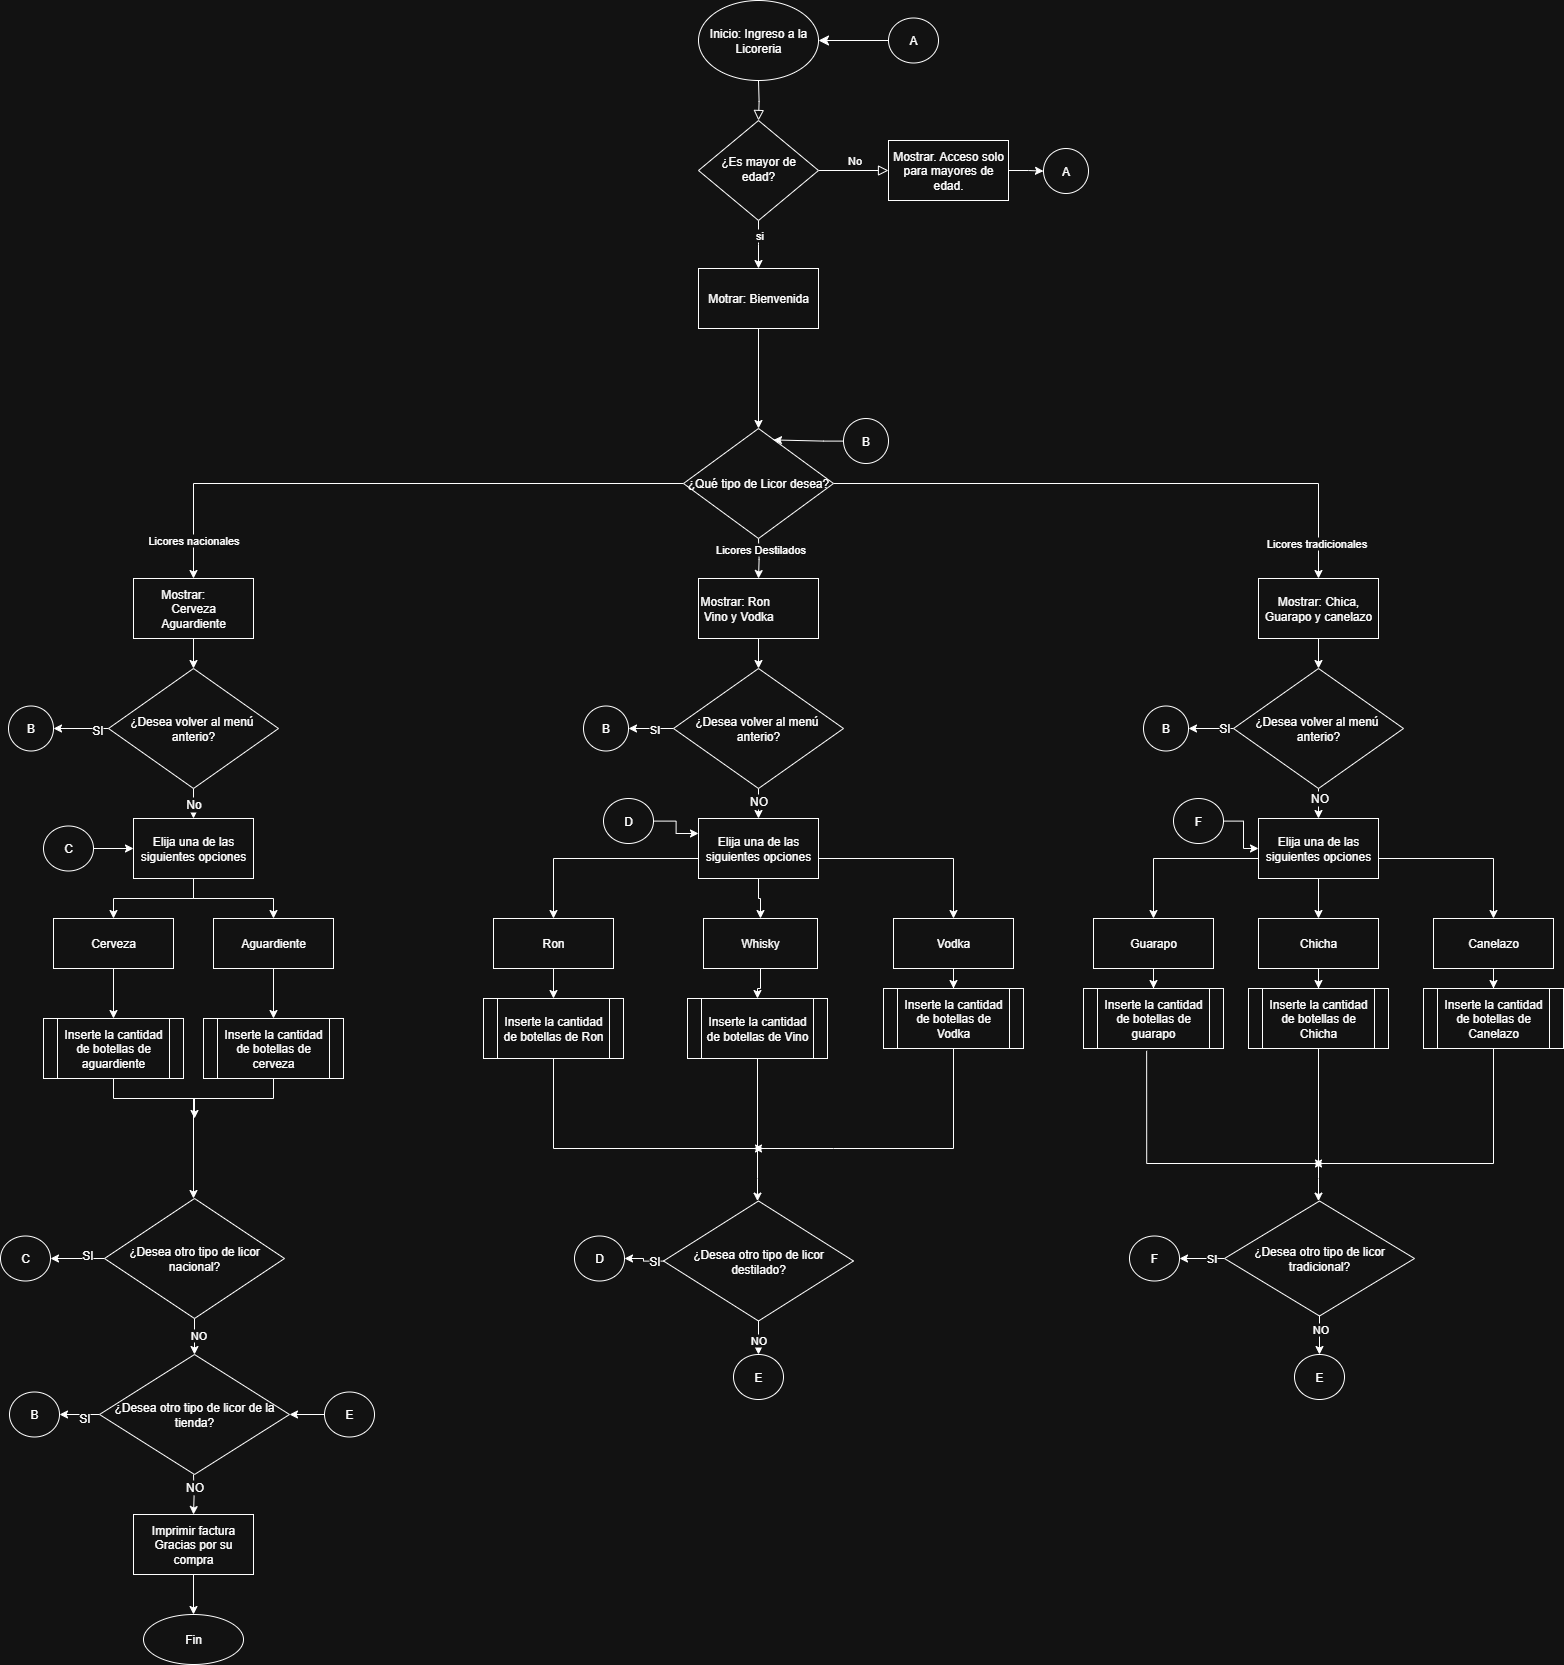 Inicio: Ingreso a la
Licoreria
A
¿Es mayor de
edad?
No
Mostrar. Acceso solo
para mayores de
edad.
A
si
Motrar: Bienvenida
B
¿Qué tipo de Licor desea?
Licores nacionales
Licores Destilados
Licores tradicionales
Mostrar:
Cerveza
Aguardiente
Mostrar: Ron
Vino y Vodka
Mostrar: Chica,
Guarapo y canelazo
B
SI
¿Desea volver al menú
anterio?
B
SI
¿Desea volver al menú
anterio?
B
SI
¿Desea volver al menú
anterio?
No
NO
NO
C
Elija una de las
siguientes opciones
D
Elija una de las
siguientes opciones
F
Elija una de las
siguientes opciones
Cerveza
Aguardiente
Ron
Whisky
Vodka
Guarapo
Chicha
Canelazo
Inserte la cantidad
de botellas de
aguardiente
Inserte la cantidad
de botellas de
cerveza
Inserte la cantidad
de botellas de Ron
Inserte la cantidad
de botellas de Vino
Inserte la cantidad
de botellas de
Vodka
Inserte la cantidad
de botellas de
guarapo
Inserte la cantidad
de botellas de
Chicha
Inserte la cantidad
de botellas de
Canelazo
C
SI
¿Desea otro tipo de licor
nacional?
D
SI
¿Desea otro tipo de licor
destilado?
F
SI
¿Desea otro tipo de licor
tradicional?
NO
NO
NO
E
E
B
SI
¿Desea otro tipo de licor de la
tienda?
E
NO
Imprimir factura
Gracias por su
compra
Fin